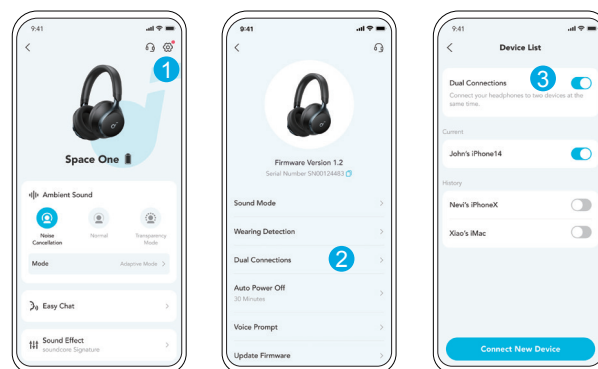 9:41
1
Space One
Ambient Sound
Noise
Cancellation
Normal
Transparency
Mode
Mode
Adaptive Mode >
Easy Chat
Sound Effect
soundcore Signature
9:41
Firmware Version 1.2
Serial Number SN00124483
Sound Mode
Wearing Detection
Dual Connections
2
Auto Power Off
30 Minutes
Voice Prompt
Update Firmware
9:41
Device List
Dual Connections
3
Connect your headphones to two devices at the
same time.
Current
John's iPhone14
History
Nevi's iPhoneX
Xiao's iMac
Connect New Device